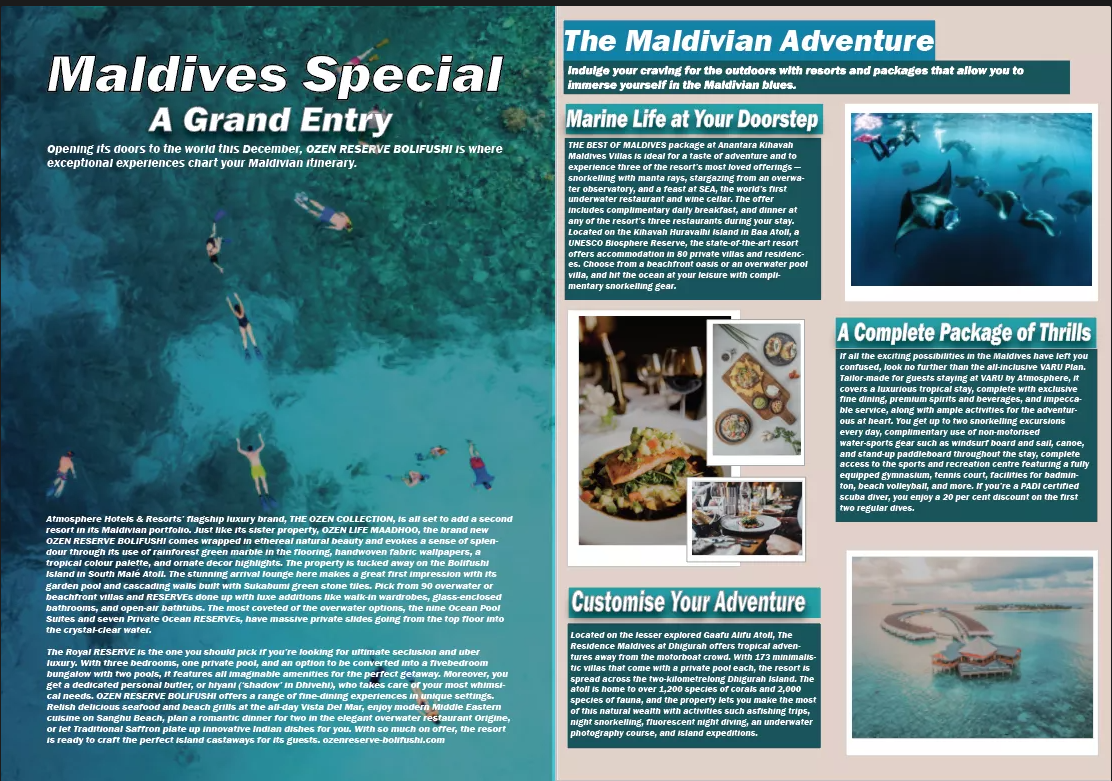 Maldives Special
A Grand Entry
Opening its doors to the world this December, OZEN RESERVE BOLIFUSHI is where
exceptional experiences chart your Maldivian itinerary.
Atmosphere Hotels & Resorts' flagship luxury brand, THE OZEN COLLECTION, is all set to add a second
resort in its Maldivian portfolio. Just like its sister property, OZEN LIFE MAADHOO, the brand new
OZEN RESERVE BOLIFUSHI comes wrapped in ethereal natural beauty and evokes a sense of splen-
dour through its use of rainforest green marble in the flooring, handwoven fabric wallpapers, a
tropical colour palette, and ornate decor highlights. The property is tucked away on the Bolifushi
Island in South Malé Atoll. The stunning arrival lounge here makes a great first impression with its
garden pool and cascading walls built with Sukabumi green stone tiles. Pick from 90 overwater or
beachfront villas and RESERVEs done up with luxe additions like walk-in wardrobes, glass-enclosed
bathrooms, and open-air bathtubs. The most coveted of the overwater options, the nine Ocean Pool
Suites and seven Private Ocean RESERVEs, have massive private slides going from the top floor into
the crystal-clear water.
The Royal RESERVE is the one you should pick if you're looking for ultimate seclusion and uber
luxury. With three bedrooms, one private pool, and an option to be converted into a fivebedroom
bungalow with two pools, it features all imaginable amenities for the perfect getaway. Moreover, you
get a dedicated personal butler, or hiyani ('shadow' in Dhivehi), who takes care of your most whimsi-
cal needs. OZEN RESERVE BOLIFUSHI offers a range of fine-dining experiences in unique settings.
Relish delicious seafood and beach grills at the all-day Vista Del Mar, enjoy modern Middle Eastern
cuisine on Sanghu Beach, plan a romantic dinner for two in the elegant overwater restaurant Origine,
or let Traditional Saffron plate up innovative Indian dishes for you. With so much on offer, the resort
is ready to craft the perfect island castaways for its guests. ozenreserve-bolifushi.com
The Maldivian Adventure
Indulge your craving for the outdoors with resorts and packages that allow you to
immerse yourself in the Maldivian blues.
Marine Life at Your Doorstep
THE BEST OF MALDIVES package at Anantara Kihavah
Maldives Villas is ideal for a taste of adventure and to
experience three of the resort's most loved offerings —
snorkelling with manta rays, stargazing from an overwa-
ter observatory, and a feast at SEA, the world's first
underwater restaurant and wine cellar. The offer
includes complimentary daily breakfast, and dinner at
any of the resort's three restaurants during your stay.
Located on the Kihavah Huravalhi Island in Baa Atoll, a
UNESCO Biosphere Reserve, the state-of-the-art resort
offers accommodation in 80 private villas and residenc-
es. Choose from a beachfront oasis or an overwater pool
villa, and hit the ocean at your leisure with compli-
mentary snorkelling gear.
A Complete Package of Thrills
If all the exciting possibilities in the Maldives have left you
confused, look no further than the all-inclusive VARU Plan.
Tailor-made for guests staying at VARU by Atmosphere, it
covers a luxurious tropical stay, complete with exclusive
fine dining, premium spirits and beverages, and impecca-
ble service, along with ample activities for the adventur-
ous at heart. You get up to two snorkelling excursions
every day, complimentary use of non-motorised
water-sports gear such as windsurf board and sail, canoe,
and stand-up paddleboard throughout the stay, complete
access to the sports and recreation centre featuring a fully
equipped gymnasium, tennis court, facilities for badmin-
ton, beach volleyball, and more. If you're a PADI certified
scuba diver, you enjoy a 20 per cent discount on the first
two regular dives.
Customise Your Adventure
Located on the lesser explored Gaafu Alifu Atoll, The
Residence Maldives at Dhigurah offers tropical adven-
tures away from the motorboat crowd. With 173 minimalis-
tic villas that come with a private pool each, the resort is
spread across the two-kilometrelong Dhigurah Island. The
atoll is home to over 1,200 species of corals and 2,000
species of fauna, and the property lets you make the most
of this natural wealth with activities such asfishing trips,
night snorkelling, fluorescent night diving, an underwater
photography course, and island expeditions.